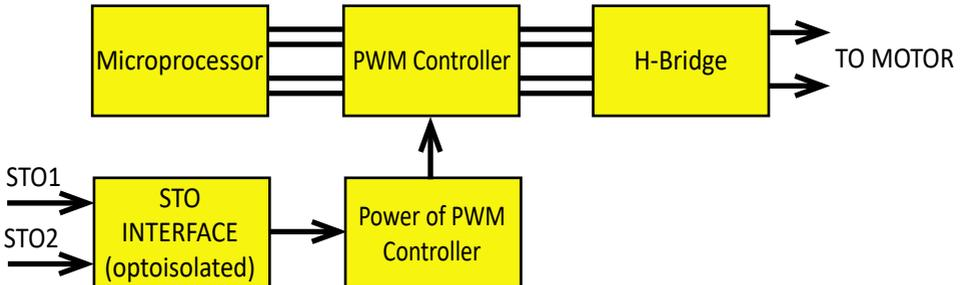 Microprocessor
PWM Controller
H-Bridge
TO MOTOR
STO1
STO2
STO
INTERFACE
(optoisolated)
Power of PWM
Controller